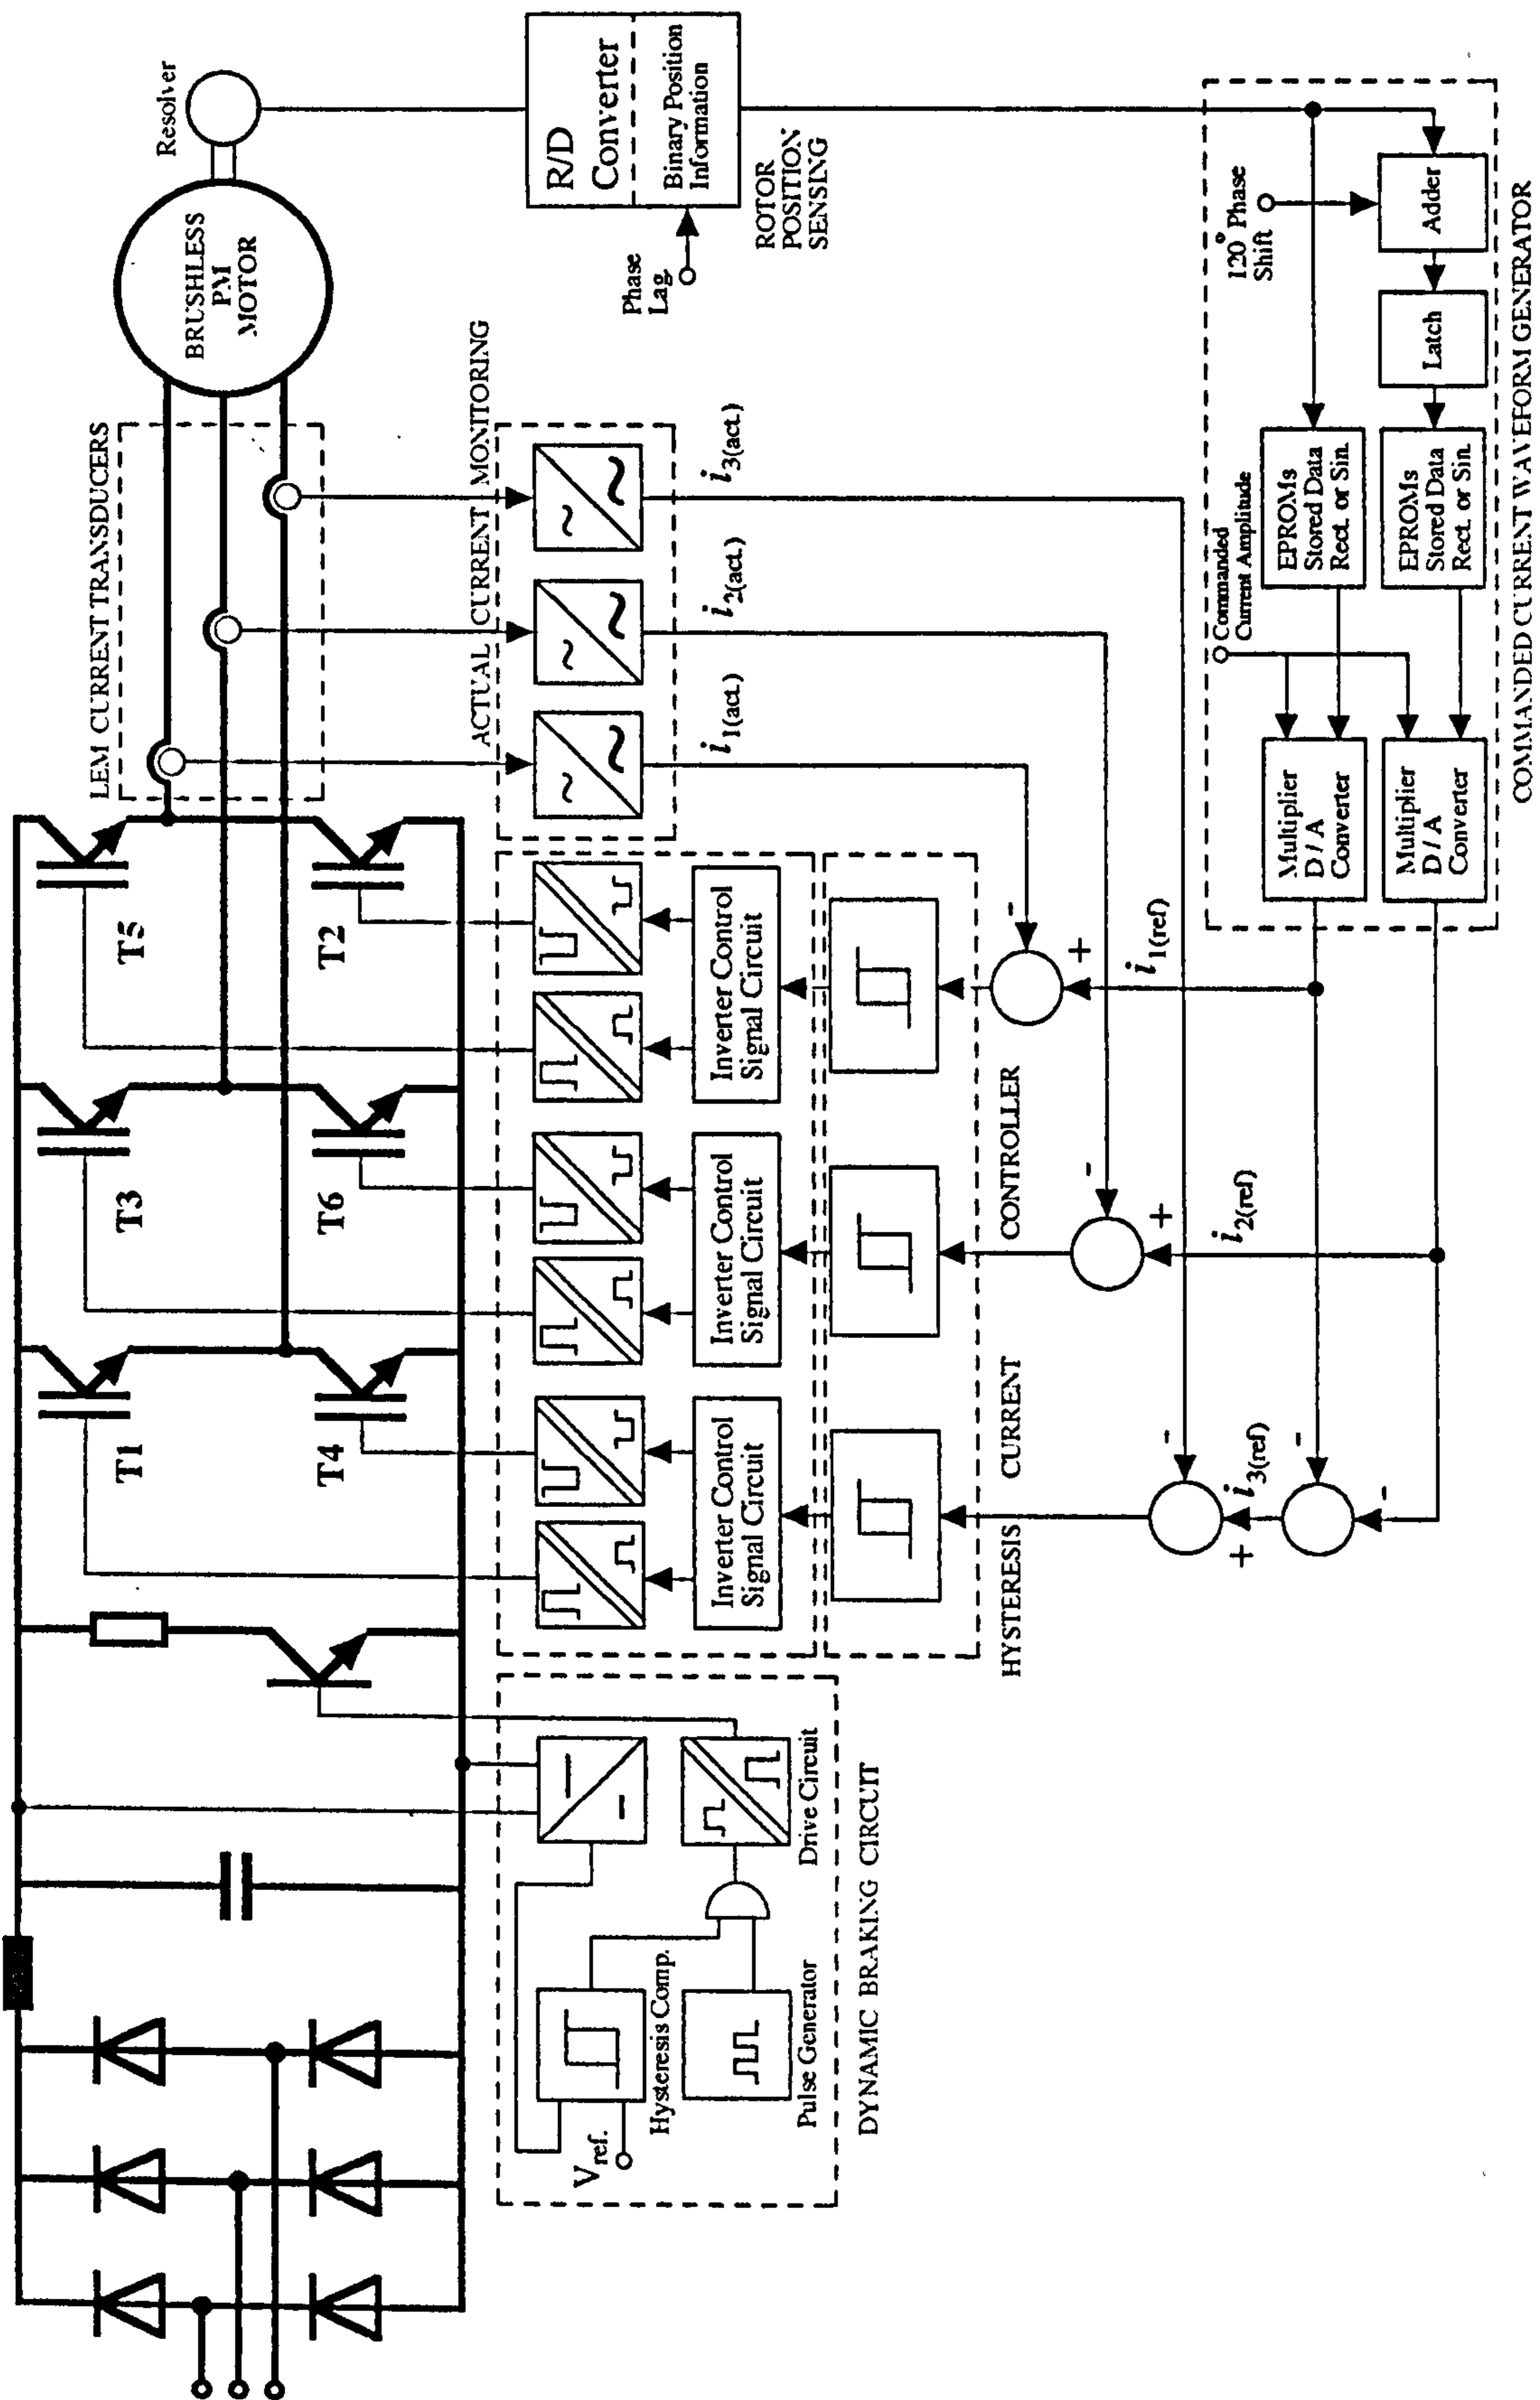 T1
T3
T5
T4
T6
T2
LEM CURRENT TRANSDUCERS
BRUSHLESS
PM
MOTOR
Resolver
ACTUAL CURRENT MONITORING
~
~
~
~
~
~
i1(act.)
i2(act.)
i3(act.)
R/D
Converter
Binary Position
Information
Phase
Lag
ROTOR
POSITION
SENSING
Vref.
Hysteresis Comp.
Pulse Generator
Drive Circuit
DYNAMIC BRAKING CIRCUIT
Inverter Control
Signal Circuit
Inverter Control
Signal Circuit
Inverter Control
Signal Circuit
HYSTERESIS CURRENT CONTROLLER
-
+
i3(ref)
-
-
-
+
i2(ref)
-
+
i1(ref)
Commanded
Current Amplitude
120° Phase
Shift
Multiplier
D / A
Converter
EPROMs
Stored Data
Rect. or Sin.
Multiplier
D / A
Converter
EPROMs
Stored Data
Rect. or Sin.
Latch
Adder
COMMANDED CURRENT WAVEFORM GENERATOR